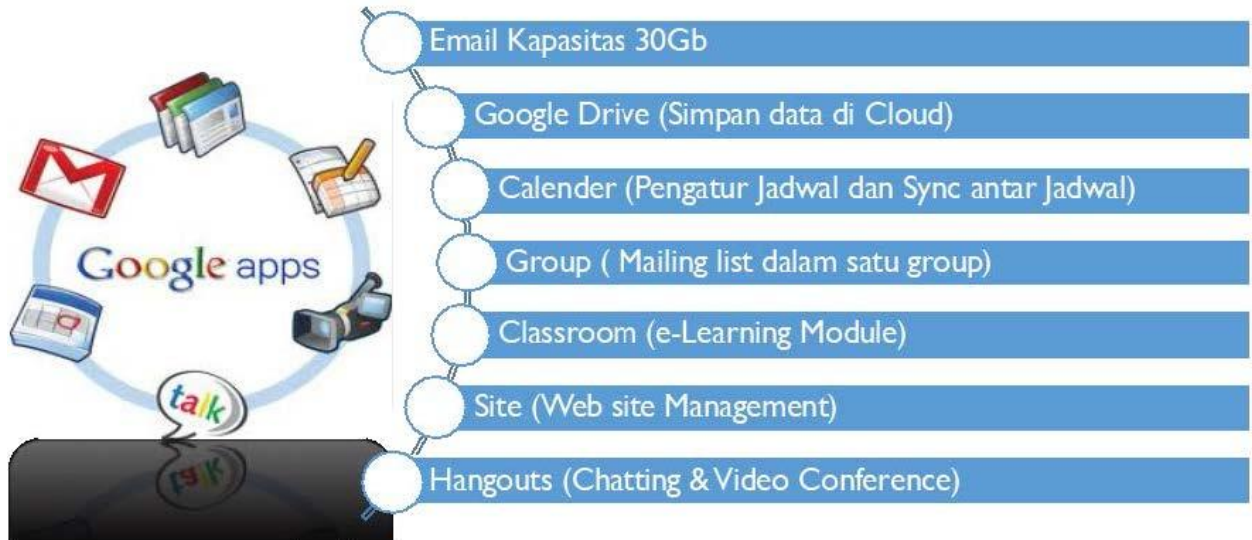 Google apps
talk
Email Kapasitas 30Gb
Google Drive (Simpan data di Cloud)
Calender (Pengatur Jadwal dan Sync antar Jadwal)
Group ( Mailing list dalam satu group)
Classroom (e-Learning Module)
Site (Web site Management)
Hangouts (Chatting & Video Conference)